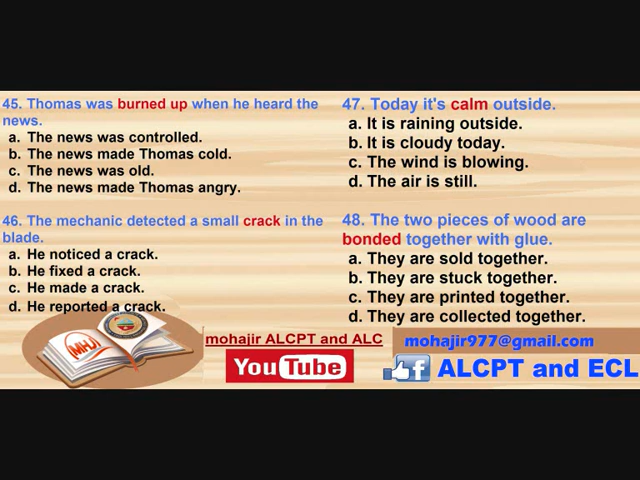 45. Thomas was burned up when he heard the
news.
a. The news was controlled.
b. The news made Thomas cold.
c. The news was old.
d. The news made Thomas angry.
46. The mechanic detected a small crack in the
blade.
a. He noticed a crack.
b. He fixed a crack.
c. He made a crack.
d. He reported a crack.
47. Today it's calm outside.
a. It is raining outside.
b. It is cloudy today.
c. The wind is blowing.
d. The air is still.
48. The two pieces of wood are
bonded together with glue.
a. They are sold together.
b. They are stuck together.
c. They are printed together.
d. They are collected together.
MHJ
mohajir ALCPT and ALC
YouTube
mohajir977@gmail.com
f ALCPT and ECL